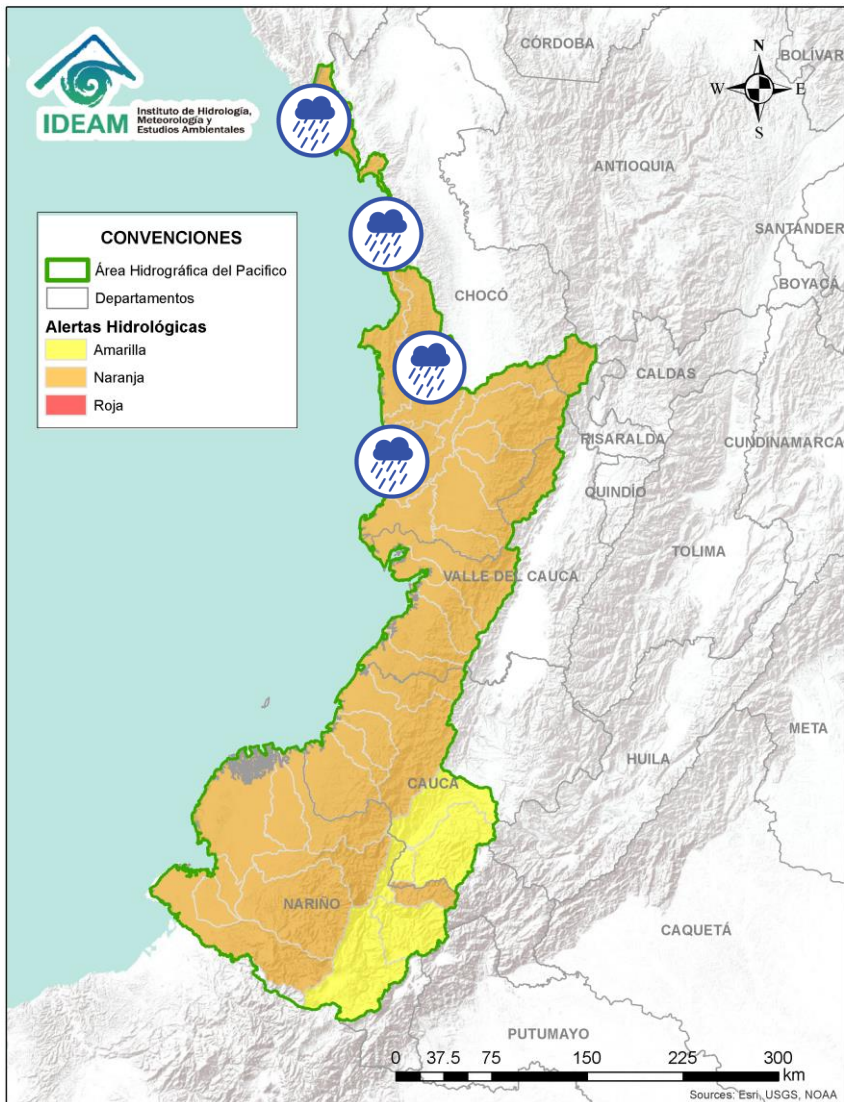 IDEAM
Instituto de Hidrología,
Meteorología y
Estudios Ambientales
CÓRDOBA
BOLÍVAR
N
W
E
S
ANTIOQUIA
SANTANDER
BOYACÁ
CONVENCIONES
Área Hidrográfica del Pacifico
Departamentos
Alertas Hidrológicas
Amarilla
Naranja
Roja
CHOCÓ
CALDAS
RISARALDA
CUNDINAMARCA
QUINDÍO
TOLIMA
VALLE DEL CAUCA
META
HUILA
CAUCA
NARIÑO
CAQUETÁ
PUTUMAYO
0 37.5 75 150 225 300
km
Sources: Esri, USGS, NOAA